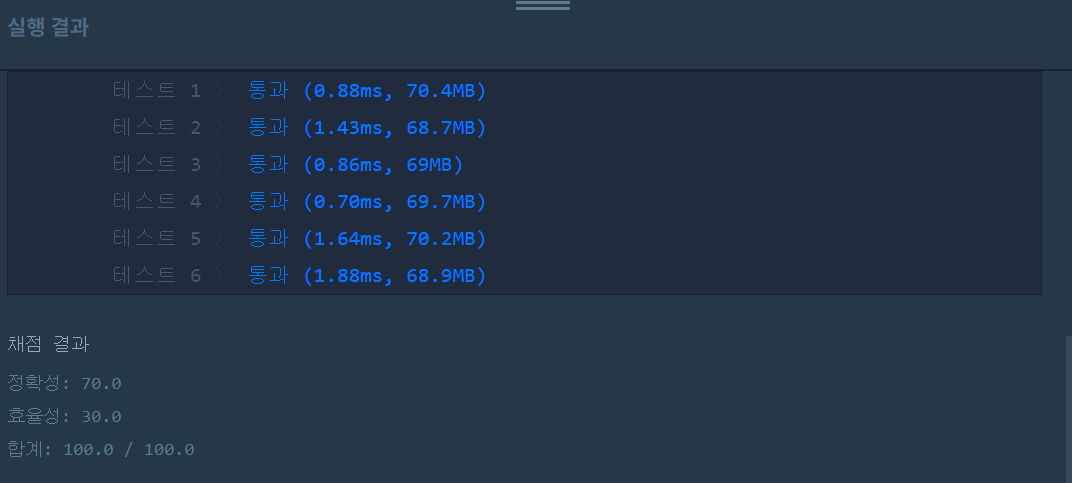 실행 결과
테스트 1 〉 통과 (0.88ms, 70.4MB)
테스트 2 〉 통과 (1.43ms, 68.7MB)
테스트 3 〉 통과 (0.86ms, 69MB)
테스트 4 〉 통과 (0.70ms, 69.7MB)
테스트 5 〉 통과 (1.64ms, 70.2MB)
테스트 6 〉 통과 (1.88ms, 68.9MB)
채점 결과
정확성: 70.0
효율성: 30.0
합계: 100.0 / 100.0